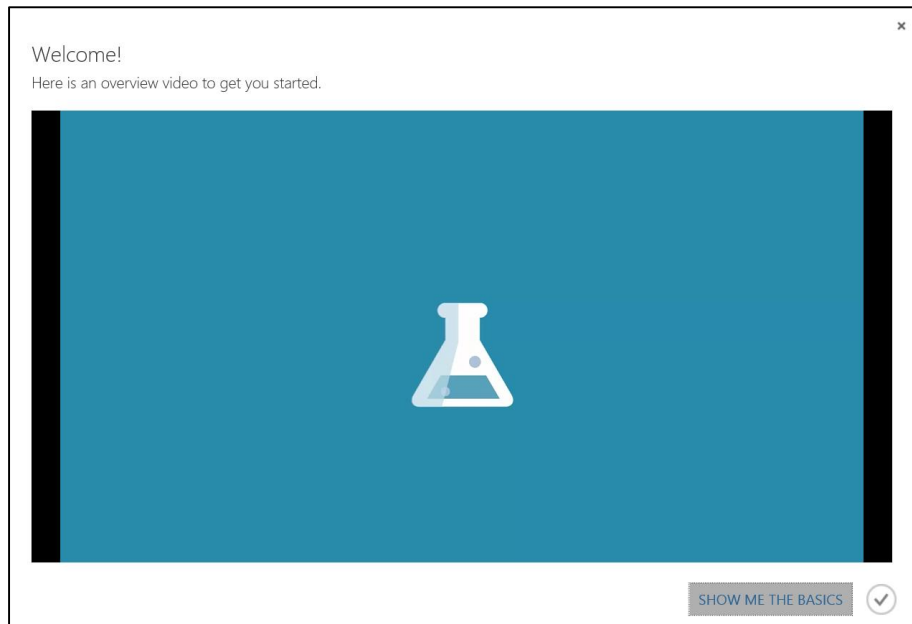 Welcome!
Here is an overview video to get you started.
SHOW ME THE BASICS